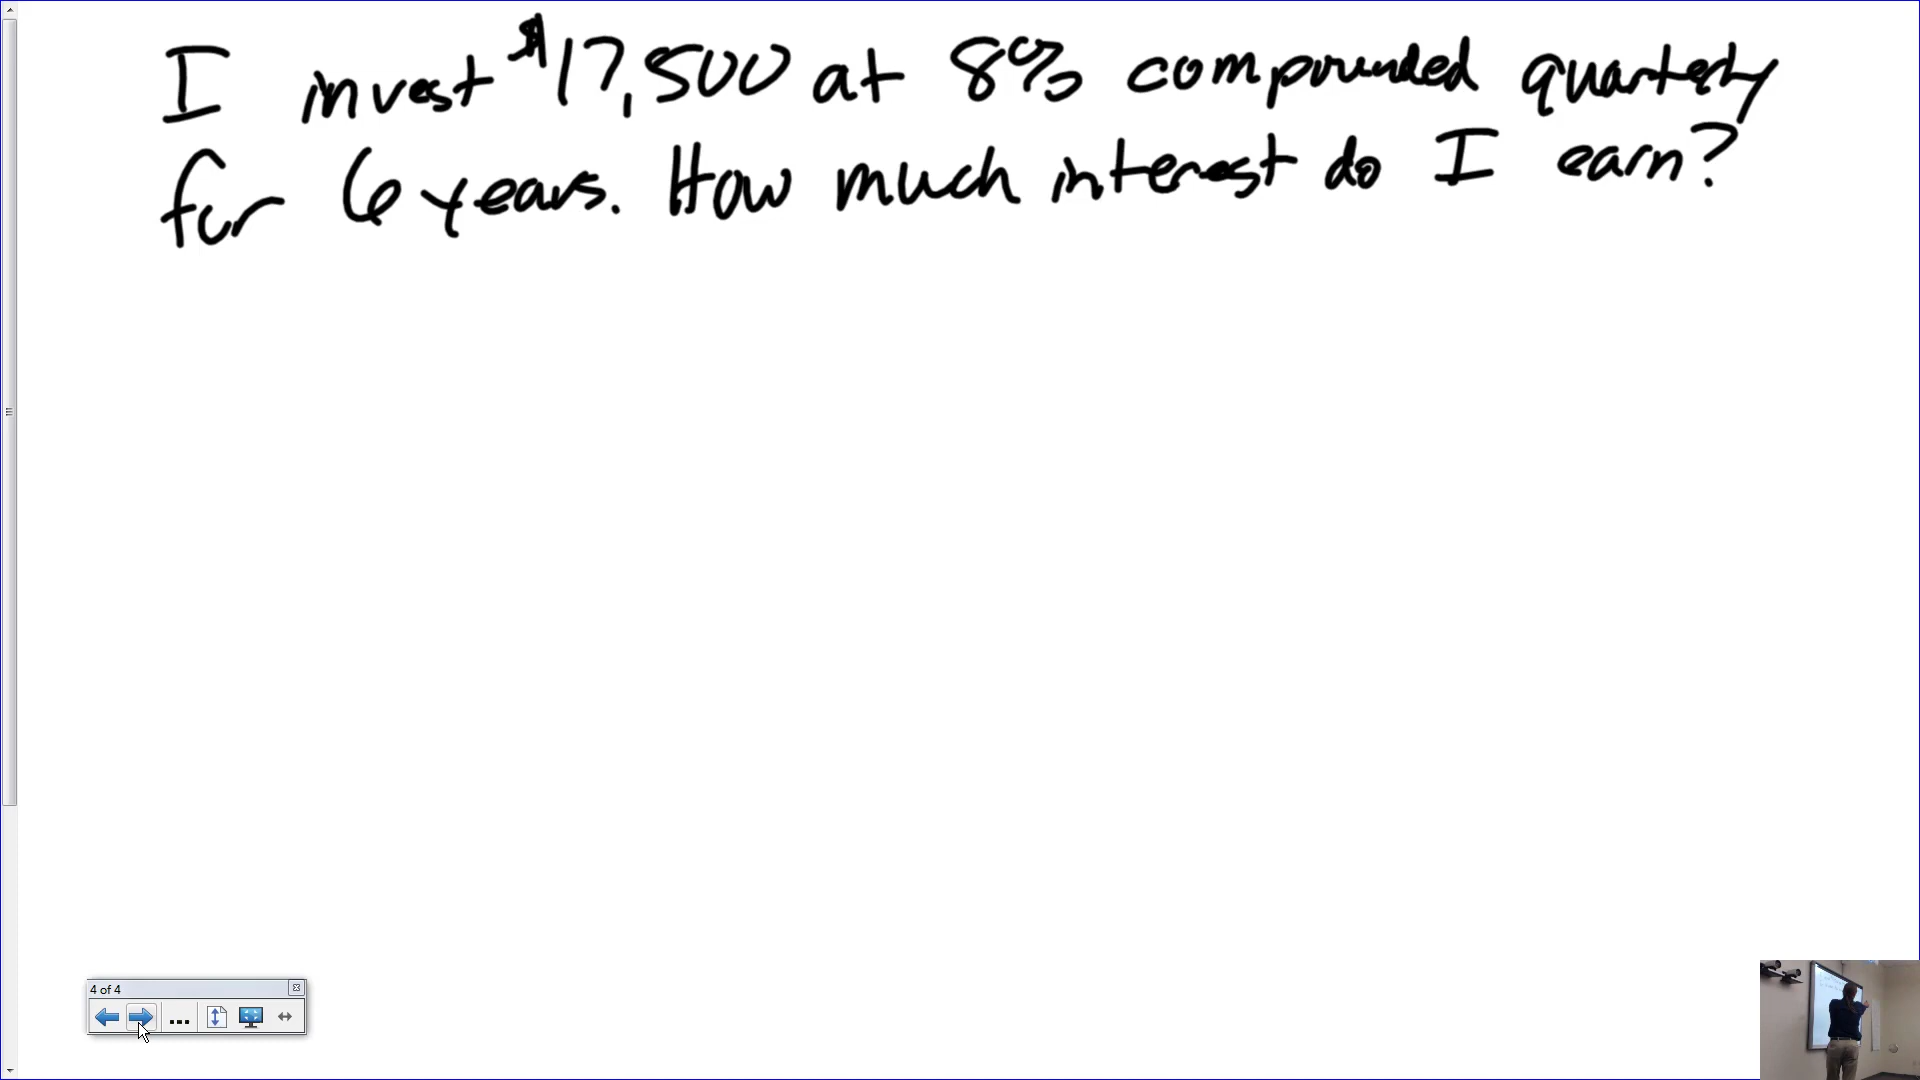 I invest $17,500 at 8% compounded quarterly
for 6 years. How much interest do I earn?
4 of 4